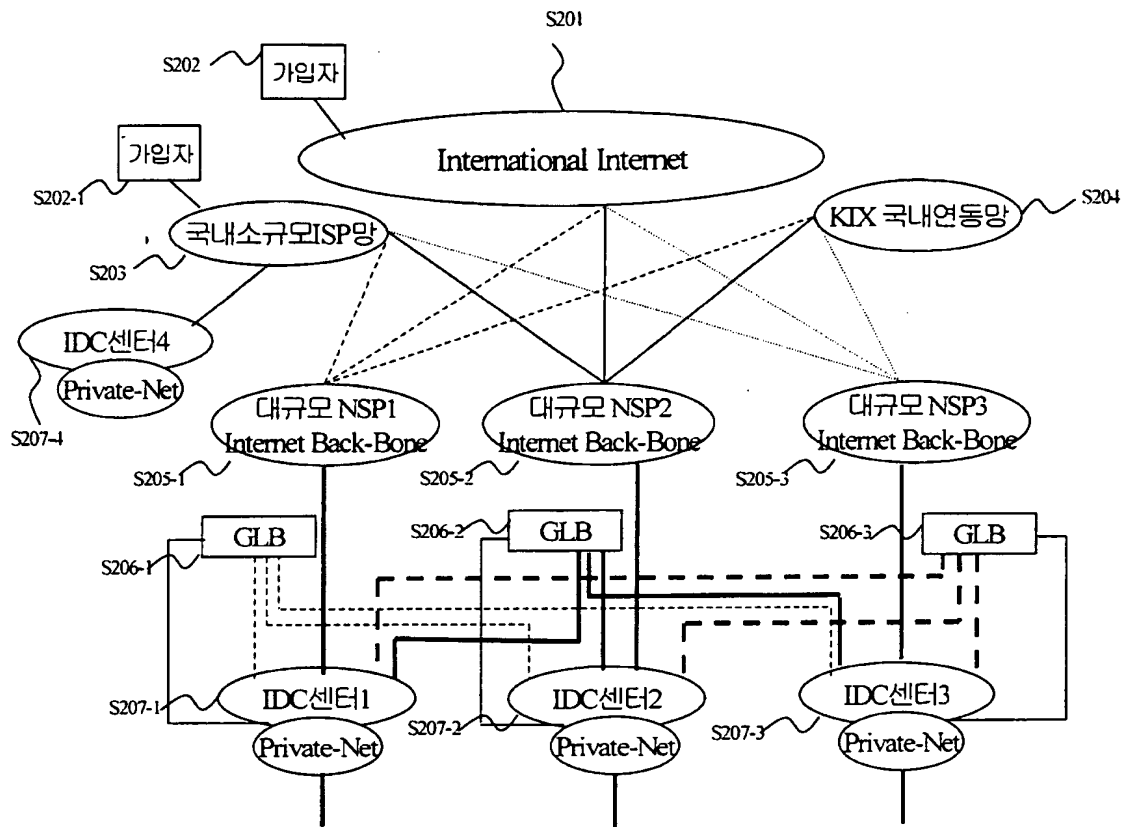 S201
S202
가입자
International Internet
가입자
S202-1
국내소규모ISP망
S203
KIX 국내연동망
S204
IDC센터4
Private-Net
S207-4
대규모 NSP1
Internet Back-Bone
S205-1
대규모 NSP2
Internet Back-Bone
S205-2
대규모 NSP3
Internet Back-Bone
S205-3
GLB
S206-1
S206-2
GLB
S206-3
GLB
IDC센터1
Private-Net
S207-1
IDC센터2
Private-Net
S207-2
IDC센터3
Private-Net
S207-3